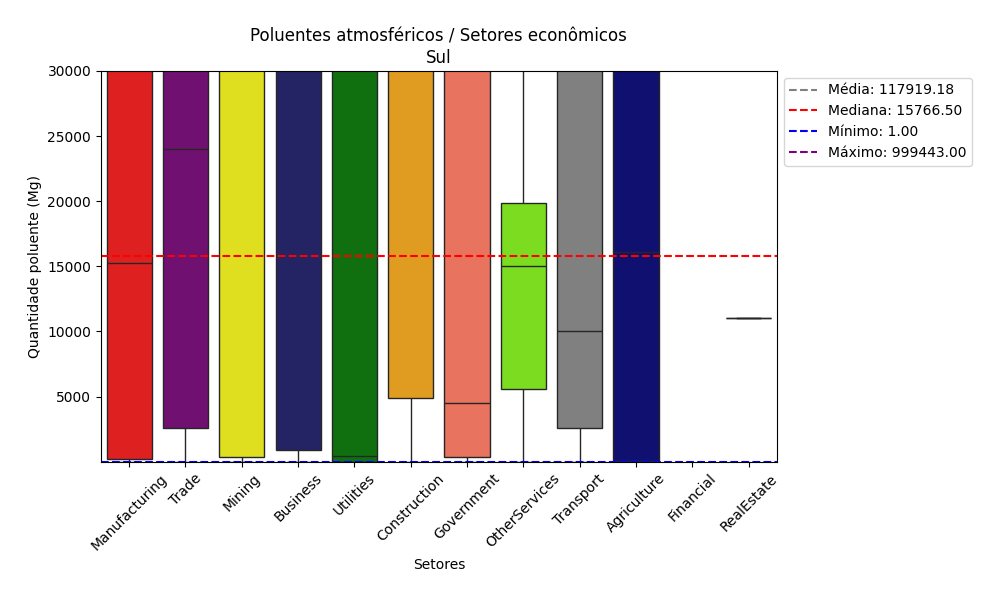 Poluentes atmosféricos / Setores econômicos
Sul
Quantidade poluente (Mg)
30000
25000
20000
15000
10000
5000
Média: 117919.18
Mediana: 15766.50
Mínimo: 1.00
Máximo: 999443.00
Manufacturing
Trade
Mining
Business
Utilities
Construction
Government
OtherServices
Transport
Agriculture
Financial
RealEstate
Setores